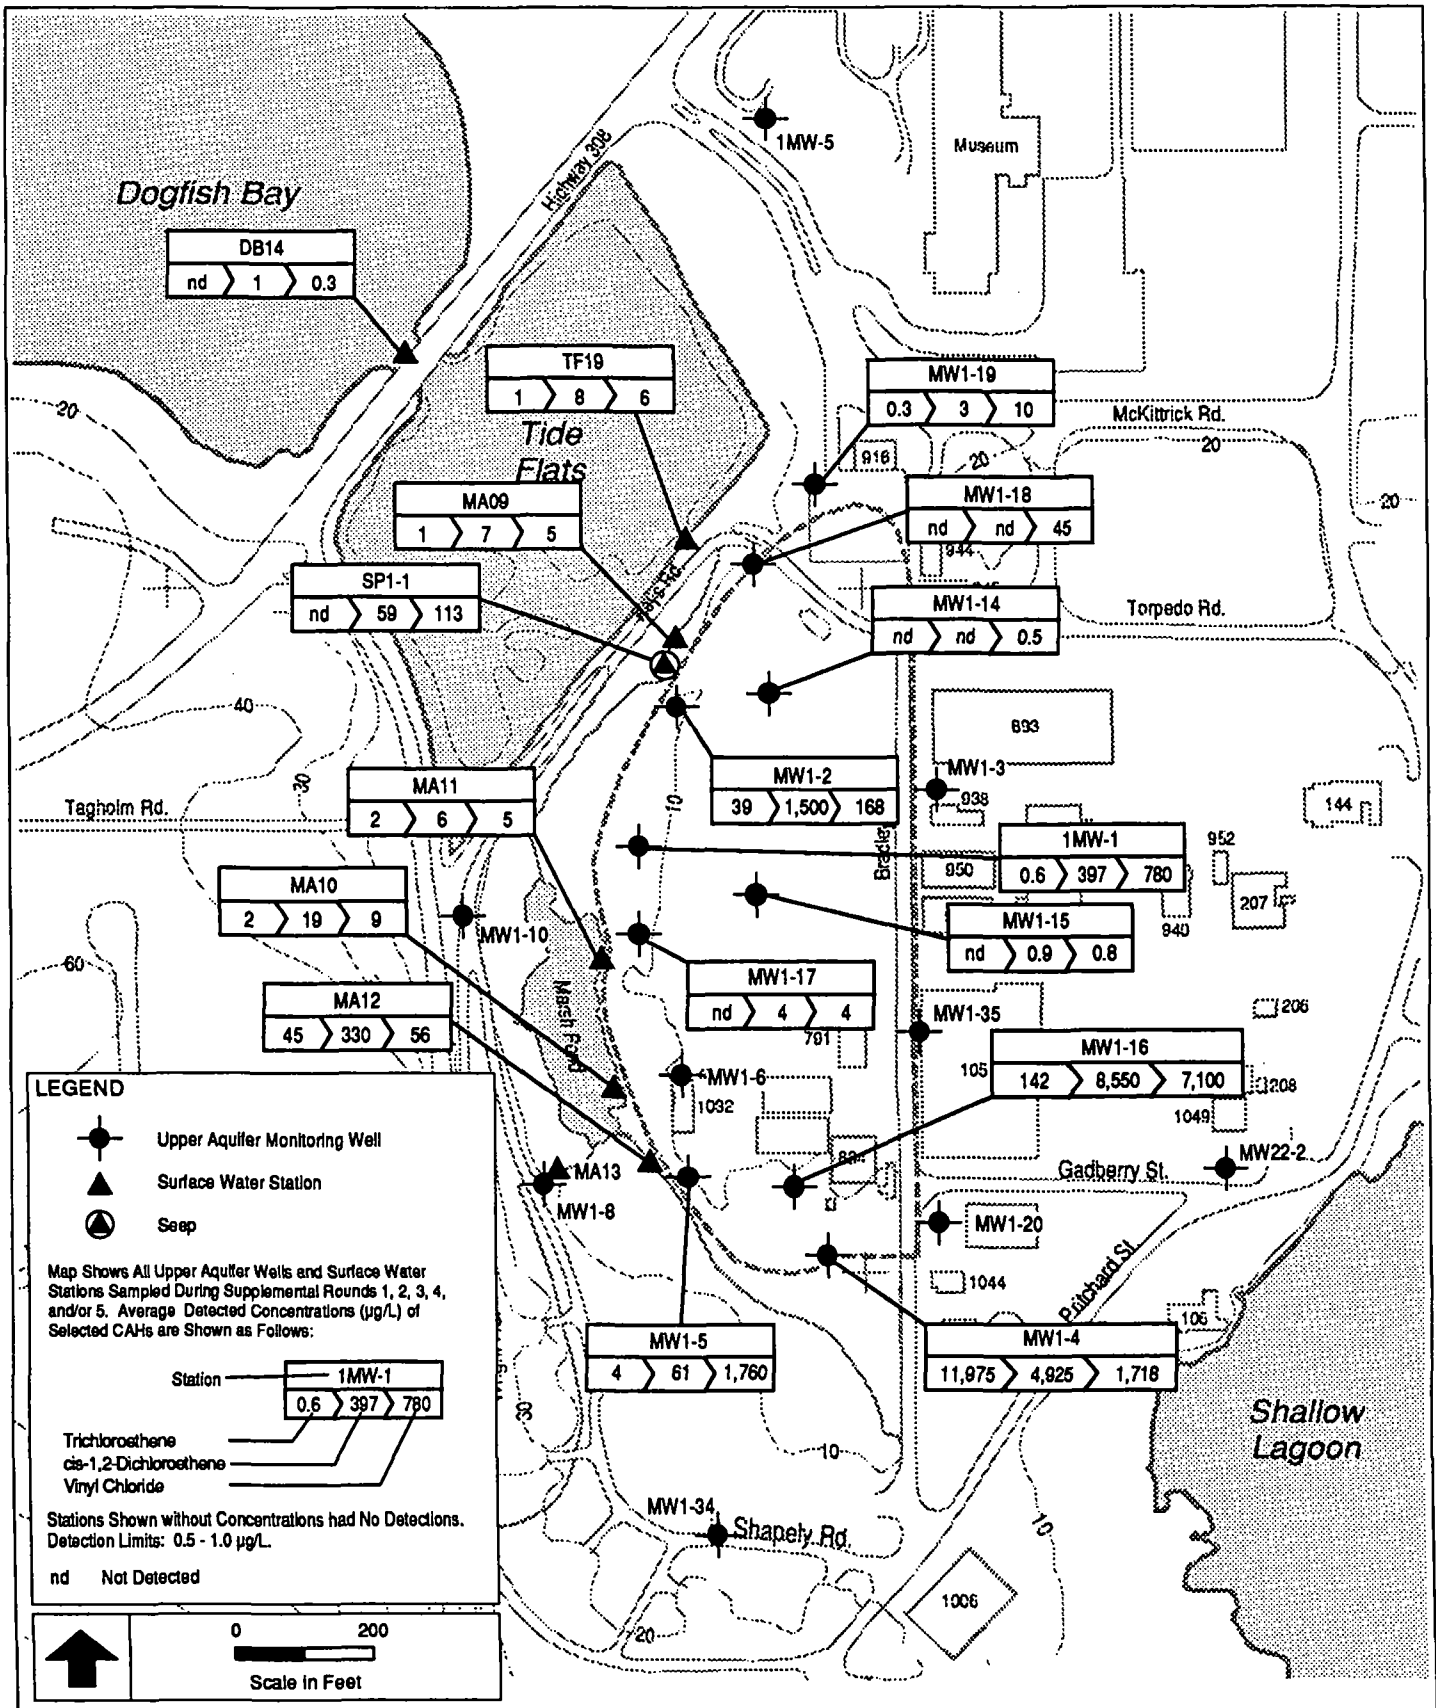 1MW-5
Museum
Highway 308
Dogfish Bay
DB14
nd 1 0.3
TF19
1 8 6
Tide
Flats
MW1-19
0.3 3 10
McKittrick Rd.
20
20
916
20
20
MA09
1 7 5
MW1-18
nd nd 45
944
SP1-1
nd 59 113
MW1-14
nd nd 0.5
Torpedo Rd.
40
893
MW1-2
39 1,500 168
MW1-3
938
30
10
144
MA11
2 6 5
Tagholm Rd.
1MW-1
0.6 397 780
952
950
207
940
MA10
2 19 9
MW1-10
MW1-15
nd 0.9 0.8
60
MW1-17
nd 4 4
791
Marsh Pond
MA12
45 330 56
MW1-35
206
MW1-16
142 8,550 7,100
105
208
1049
MW1-6
1032
MA13
MW1-8
Gadberry St.
MW22-2
MW1-20
1044
Pritchard St.
106
MW1-5
4 61 1,760
MW1-4
11,975 4,925 1,718
30
10
Shallow
Lagoon
MW1-34
Shapely Rd.
10
1006
20
LEGEND
Upper Aquifer Monitoring Well
Surface Water Station
Seep
Map Shows All Upper Aquifer Wells and Surface Water
Stations Sampled During Supplemental Rounds 1, 2, 3, 4,
and/or 5. Average Detected Concentrations (µg/L) of
Selected CAHs are Shown as Follows:
Station
1MW-1
0.6 397 780
Trichloroethene
cis-1,2-Dichloroethene
Vinyl Chloride
Stations Shown without Concentrations had No Detections.
Detection Limits: 0.5 - 1.0 µg/L.
nd Not Detected
0 200
Scale in Feet